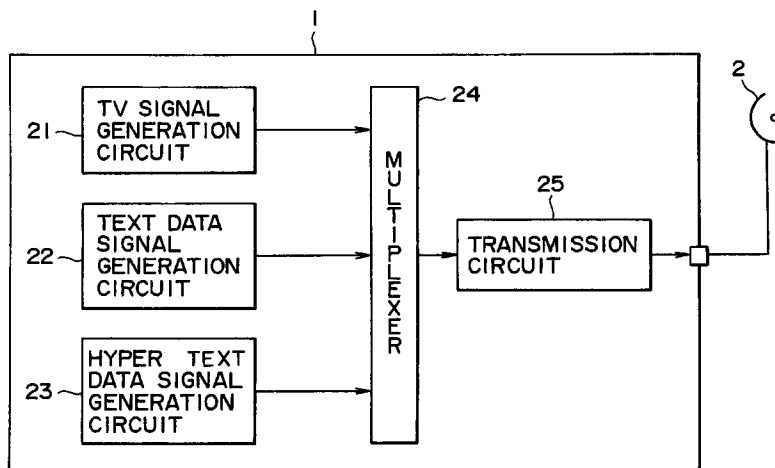 1
2
21
TV SIGNAL
GENERATION
CIRCUIT
24
22
TEXT DATA
SIGNAL
GENERATION
CIRCUIT
MULTIPLEXER
25
TRANSMISSION
CIRCUIT
23
HYPER TEXT
DATA SIGNAL
GENERATION
CIRCUIT